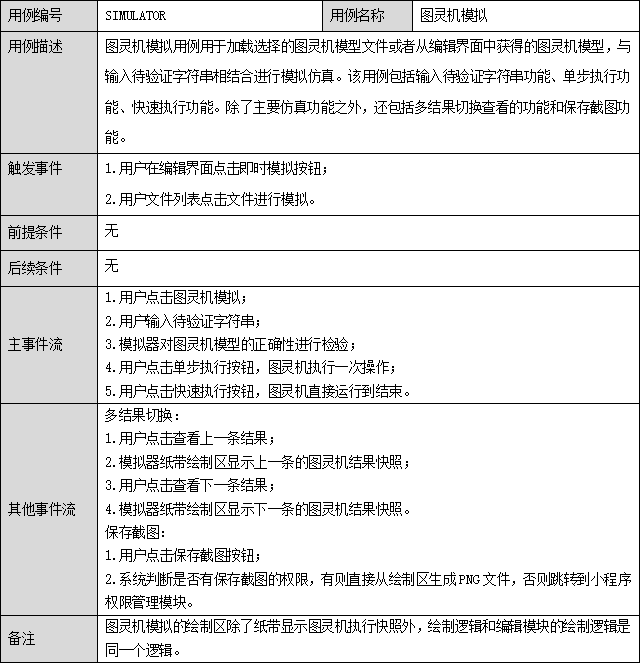 用例编号 SIMULATOR 用例名称 图灵机模拟
用例描述 图灵机模拟用例用于加载选择的图灵机模型文件或者从编辑界面中获得的图灵机模型，与
输入待验证字符串相结合进行模拟仿真。该用例包括输入待验证字符串功能、单步执行功
能、快速执行功能。除了主要仿真功能之外，还包括多结果切换查看的功能和保存截图功
能。
触发事件 1.用户在编辑界面点击即时模拟按钮；
2.用户文件列表点击文件进行模拟。
前提条件 无
后续条件 无
主事件流 1.用户点击图灵机模拟；
2.用户输入待验证字符串；
3.模拟器对图灵机模型的正确性进行检验；
4.用户点击单步执行按钮，图灵机执行一次操作；
5.用户点击快速执行按钮，图灵机直接运行到结束。
其他事件流 多结果切换：
1.用户点击查看上一条结果；
2.模拟器纸带绘制区显示上一条的图灵机结果快照；
3.用户点击查看下一条结果；
4.模拟器纸带绘制区显示下一条的图灵机结果快照。
保存截图：
1.用户点击保存截图按钮；
2.系统判断是否有保存截图的权限，有则直接从绘制区生成PNG文件，否则跳转到小程序
权限管理模块。
备注 图灵机模拟的绘制区除了纸带显示图灵机执行快照外，绘制逻辑和编辑模块的绘制逻辑是
同一个逻辑。